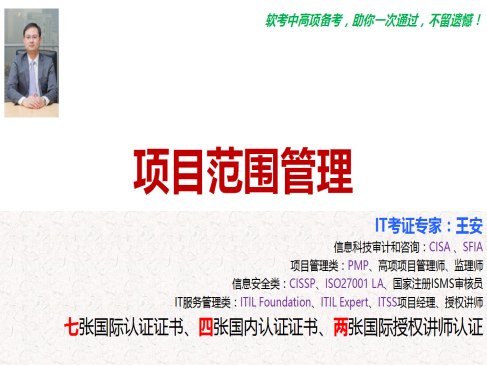 软考中高项备考，助你一次通过，不留遗憾！
项目范围管理
IT考证专家：王安
信息科技审计和咨询：CISA 、SFIA
项目管理类：PMP、高项项目管理师、监理师
信息安全类：CISSP、ISO27001 LA、国家注册ISMS审核员
IT服务管理类：ITIL Foundation、ITIL Expert、ITSS项目经理、授权讲师
七张国际认证证书、四张国内认证证书、两张国际授权讲师认证